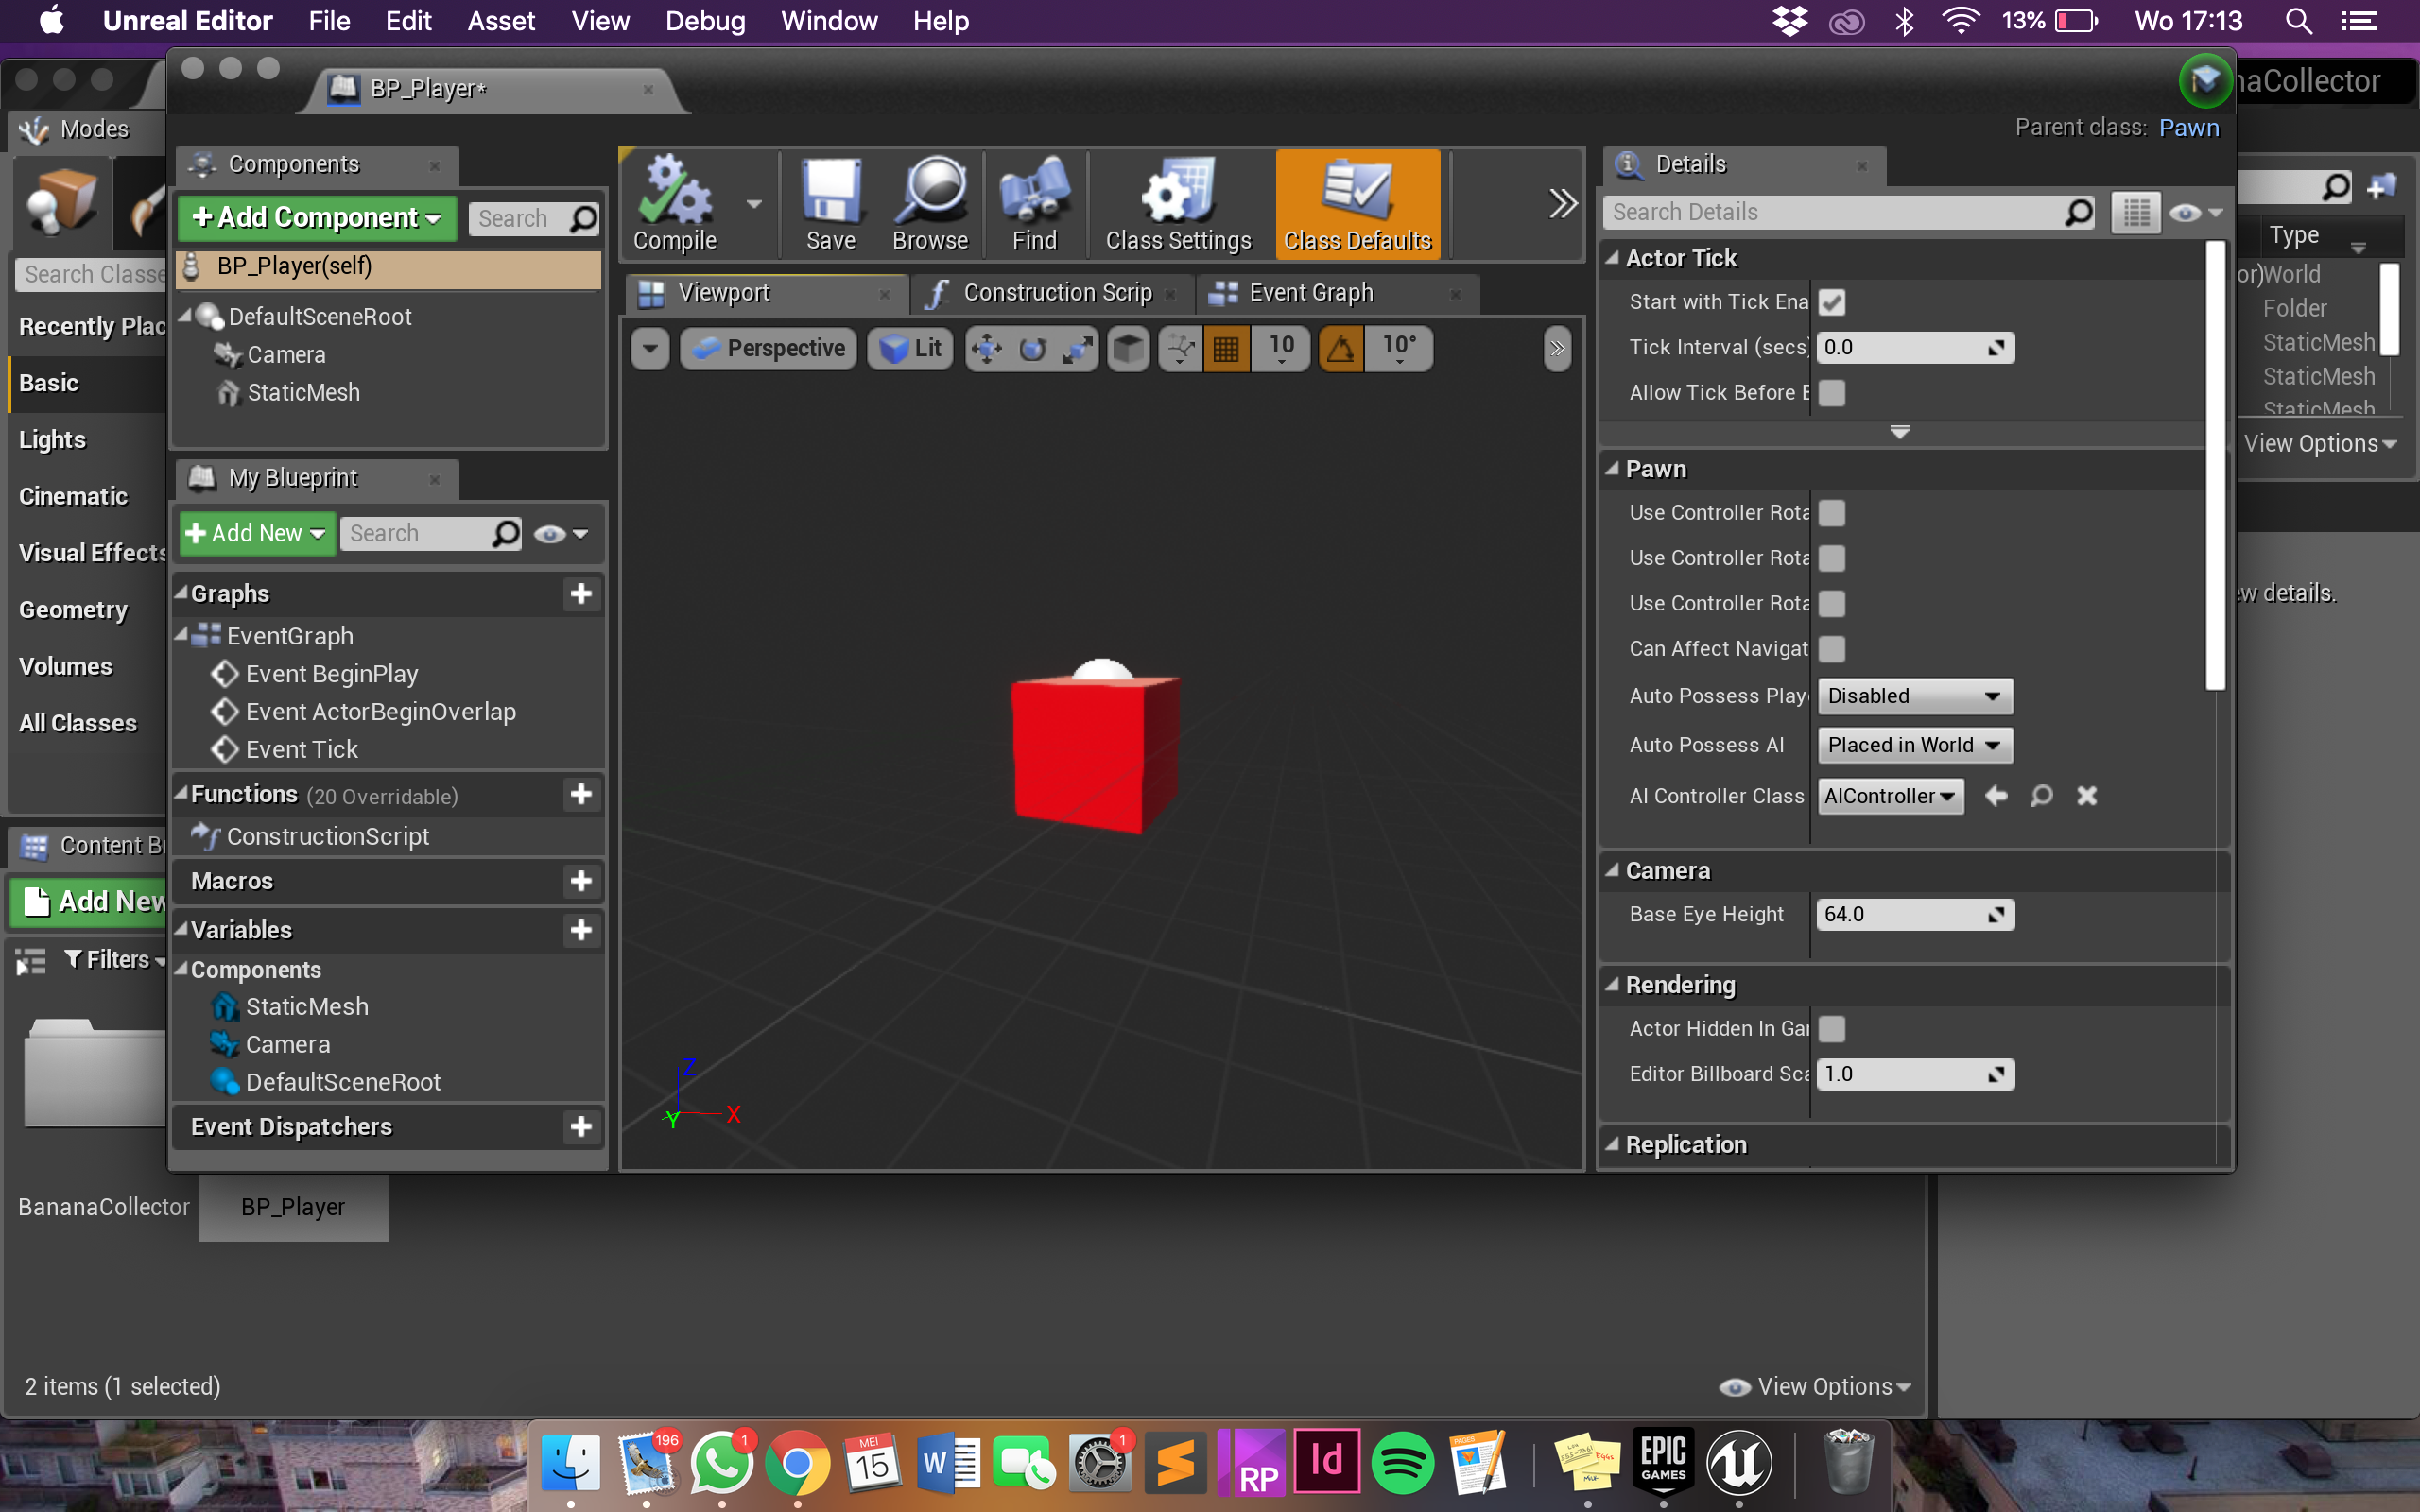 Unreal Editor File Edit Asset View Debug Window Help 13% Wo 17:13
BP_Player*
naCollector
Parent class: Pawn
Modes
Search Classe
Recently Plac
Basic
Lights
Cinematic
Visual Effects
Geometry
Volumes
All Classes
Content B
Add New
Filters
BananaCollector
BP_Player
2 items (1 selected)
View Options
Components
+Add Component
Search
BP_Player(self)
DefaultSceneRoot
Camera
StaticMesh
My Blueprint
Add New
Search
Graphs
EventGraph
Event BeginPlay
Event ActorBeginOverlap
Event Tick
Functions (20 Overridable)
ConstructionScript
Macros
Variables
Components
StaticMesh
Camera
DefaultSceneRoot
Event Dispatchers
Compile
Save
Browse
Find
Class Settings
Class Defaults
Viewport
Construction Scrip
Event Graph
Perspective
Lit
10
10°
Z
Y
X
Details
Search Details
Actor Tick
Start with Tick Ena
Tick Interval (secs) 0.0
Allow Tick Before B
Pawn
Use Controller Rota
Use Controller Rota
Use Controller Rota
Can Affect Navigat
Auto Possess Playe Disabled
Auto Possess AI Placed in World
AI Controller Class AIController
Camera
Base Eye Height 64.0
Rendering
Actor Hidden In Gar
Editor Billboard Sca 1.0
Replication
Type
or)World
Folder
StaticMesh
StaticMesh
StaticMesh
View Options
ew details.
196
1
MEI
15
W
1
RP
Id
PAGES
EPIC
GAMES